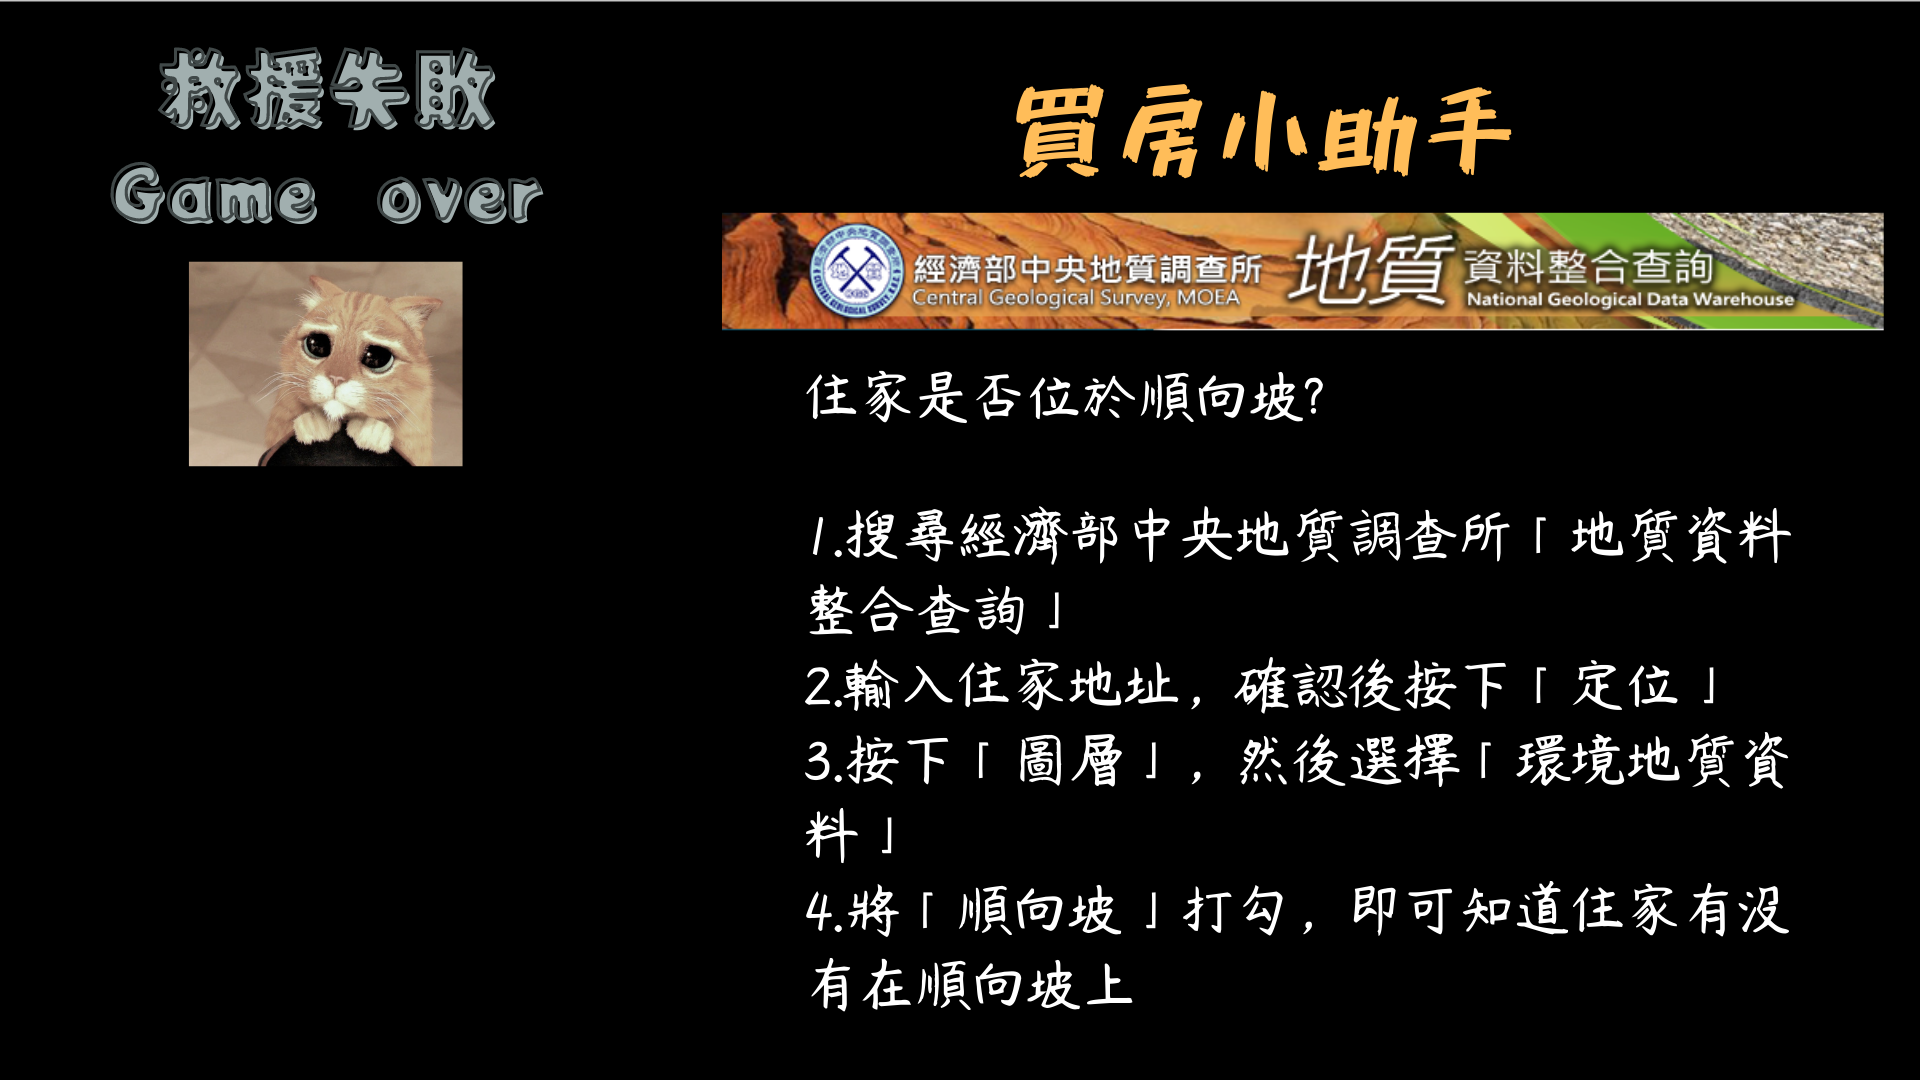 救援失敗
Game over
買房小助手
經濟部中央地質調查所
Central Geological Survey, MOEA
地質資料整合查詢
National Geological Data Warehouse
住家是否位於順向坡?
1.搜尋經濟部中央地質調查所「地質資料
整合查詢」
2.輸入住家地址，確認後按下「定位」
3.按下「圖層」，然後選擇「環境地質資
料」
4.將「順向坡」打勾，即可知道住家有沒
有在順向坡上